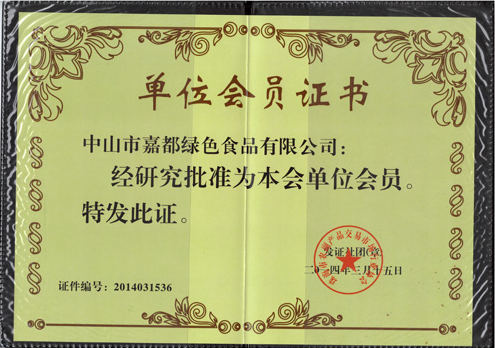 单位会员证书
中山市嘉都绿色食品有限公司：
经研究批准为本会单位会员。
特发此证。
发证社团(章)
二〇一四年三月十五日
证件编号：2014031536